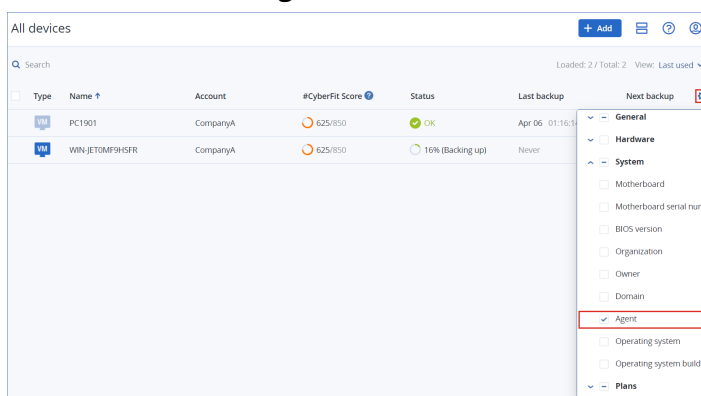 All devices
+ Add
Search
Loaded: 2 / Total: 2 View: Last used
Type Name ↑ Account #CyberFit Score ? Status Last backup Next backup
VM PC1901 CompanyA 625/850 OK Apr 06 01:16:1
VM WIN-JET0MF9HSFR CompanyA 625/850 16% (Backing up) Never
General
Hardware
System
Motherboard
Motherboard serial nur
BIOS version
Organization
Owner
Domain
Agent
Operating system
Operating system build
Plans